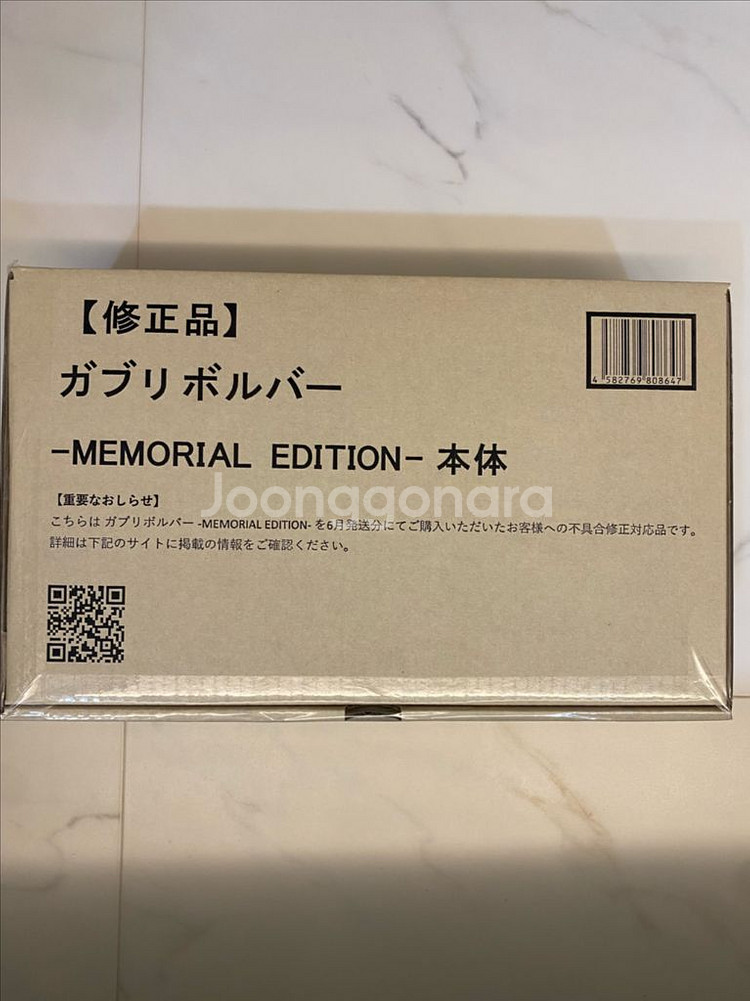 【修正品】
ガブリボルバー
4 582769 808647
-MEMORIAL EDITION- 本体
【重要なおしらせ】
Joonggonara
こちらは ガブリボルバー -MEMORIAL EDITION- を6月発送分にてご購入いただいたお客様への不具合修正対応品です。
詳細は下記のサイトに掲載の情報をご確認ください。